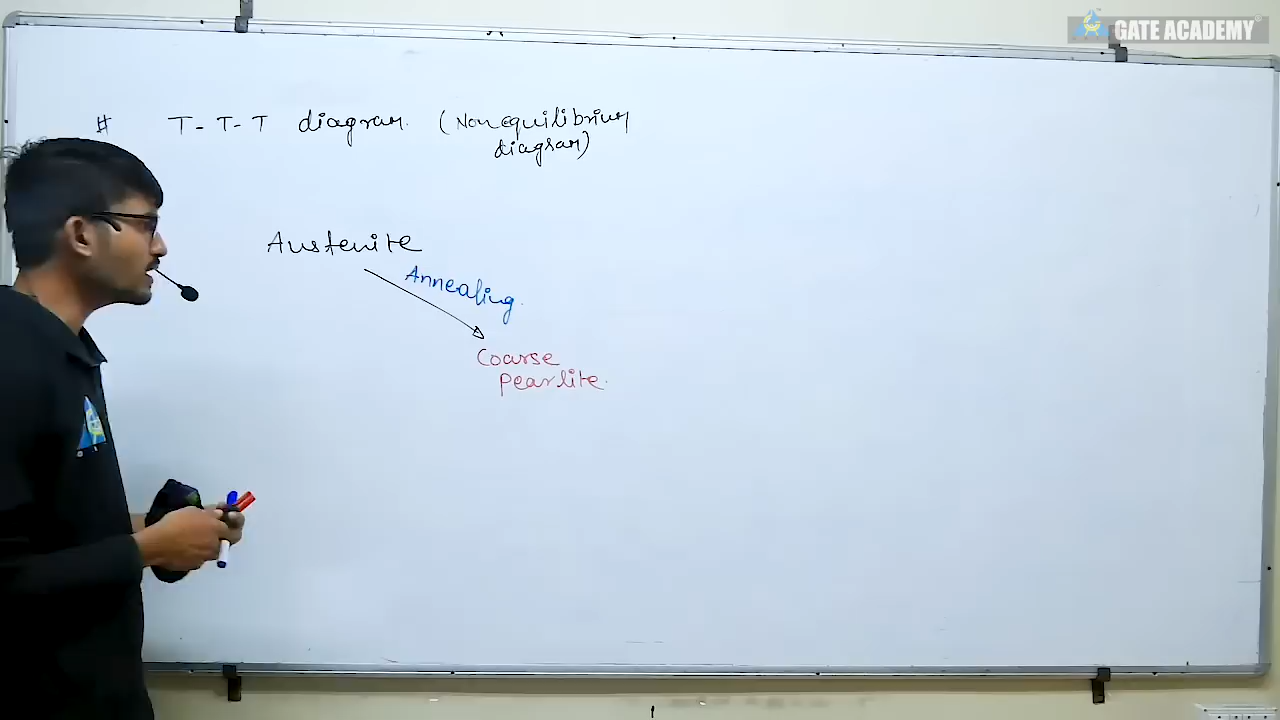 GATE ACADEMY
# T-T-T diagram. (Nonequilibrium
diagram)
Austenite
Annealing.
Coarse
pearlite.